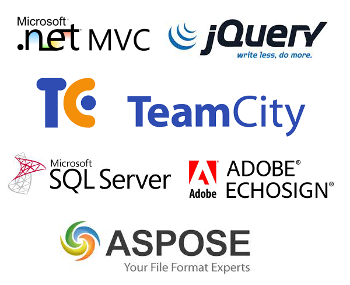 Microsoft
.net MVC
jQuery
write less, do more.
TC TeamCity
Microsoft
SQL Server
Adobe
ADOBE®
ECHOSIGN®
ASPOSE
Your File Format Experts